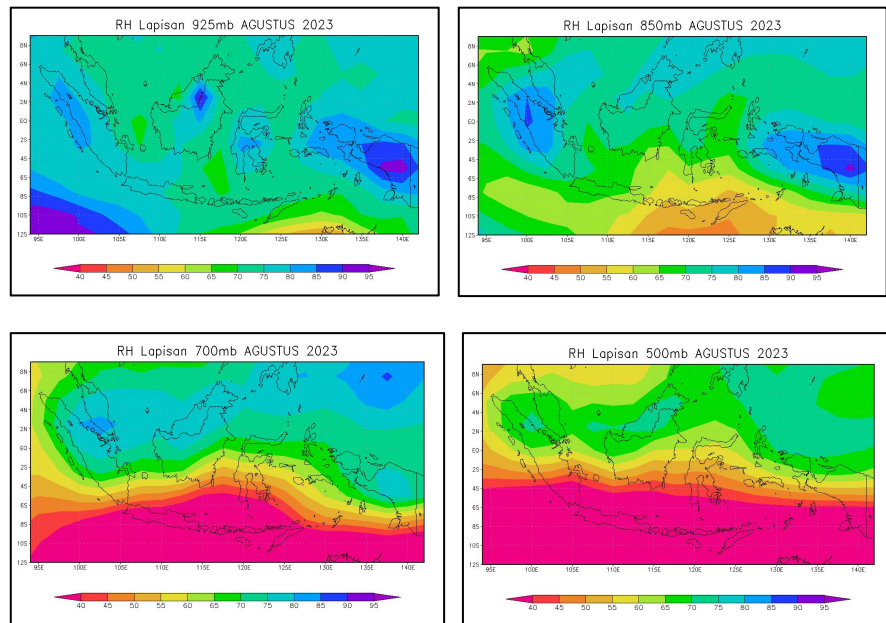 RH Lapisan 925mb AGUSTUS 2023
8N
6N
4N
2N
EQ
2S
4S
6S
8S
10S
12S
95E 100E 105E 110E 115E 120E 125E 130E 135E 140E
40 45 50 55 60 65 70 75 80 85 90 95
RH Lapisan 850mb AGUSTUS 2023
8N
6N
4N
2N
EQ
2S
4S
6S
8S
10S
12S
95E 100E 105E 110E 115E 120E 125E 130E 135E 140E
40 45 50 55 60 65 70 75 80 85 90 95
RH Lapisan 700mb AGUSTUS 2023
8N
6N
4N
2N
EQ
2S
4S
6S
8S
10S
12S
95E 100E 105E 110E 115E 120E 125E 130E 135E 140E
40 45 50 55 60 65 70 75 80 85 90 95
RH Lapisan 500mb AGUSTUS 2023
8N
6N
4N
2N
EQ
2S
4S
6S
8S
10S
12S
95E 100E 105E 110E 115E 120E 125E 130E 135E 140E
40 45 50 55 60 65 70 75 80 85 90 95